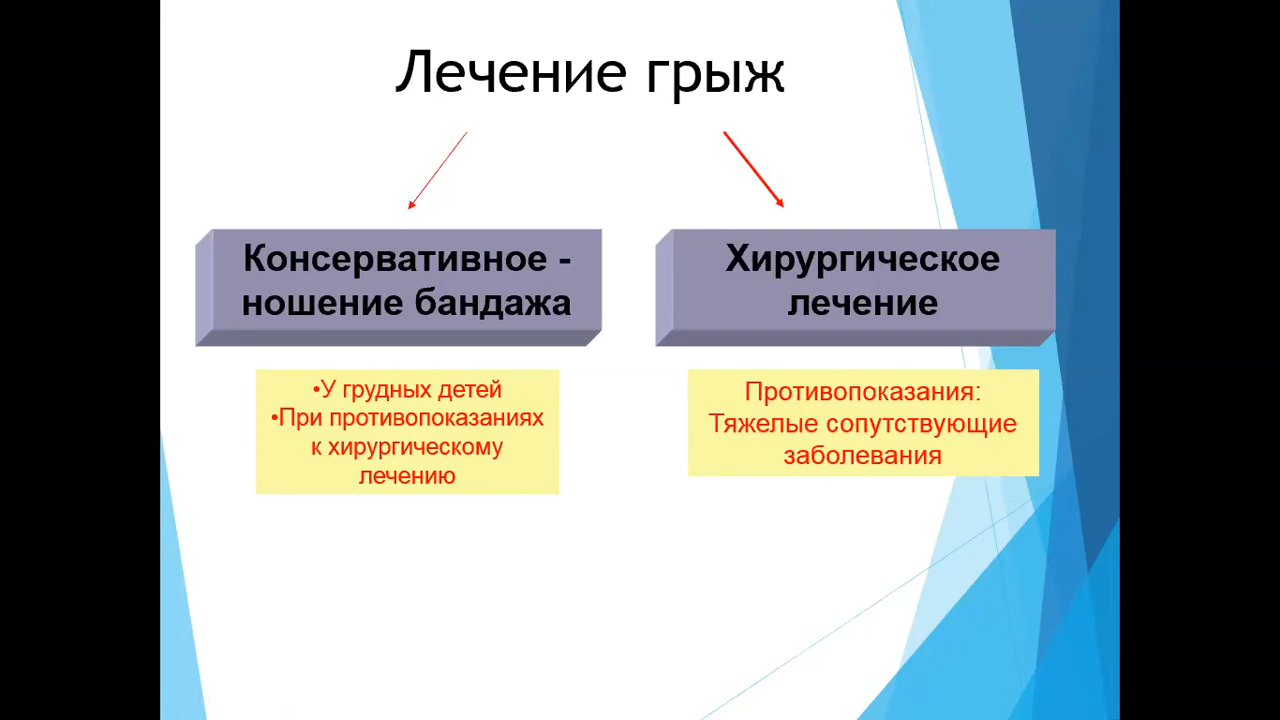 Лечение грыж
Консервативное -
ношение бандажа
Хирургическое
лечение
•У грудных детей
•При противопоказаниях
к хирургическому
лечению
Противопоказания:
Тяжелые сопутствующие
заболевания